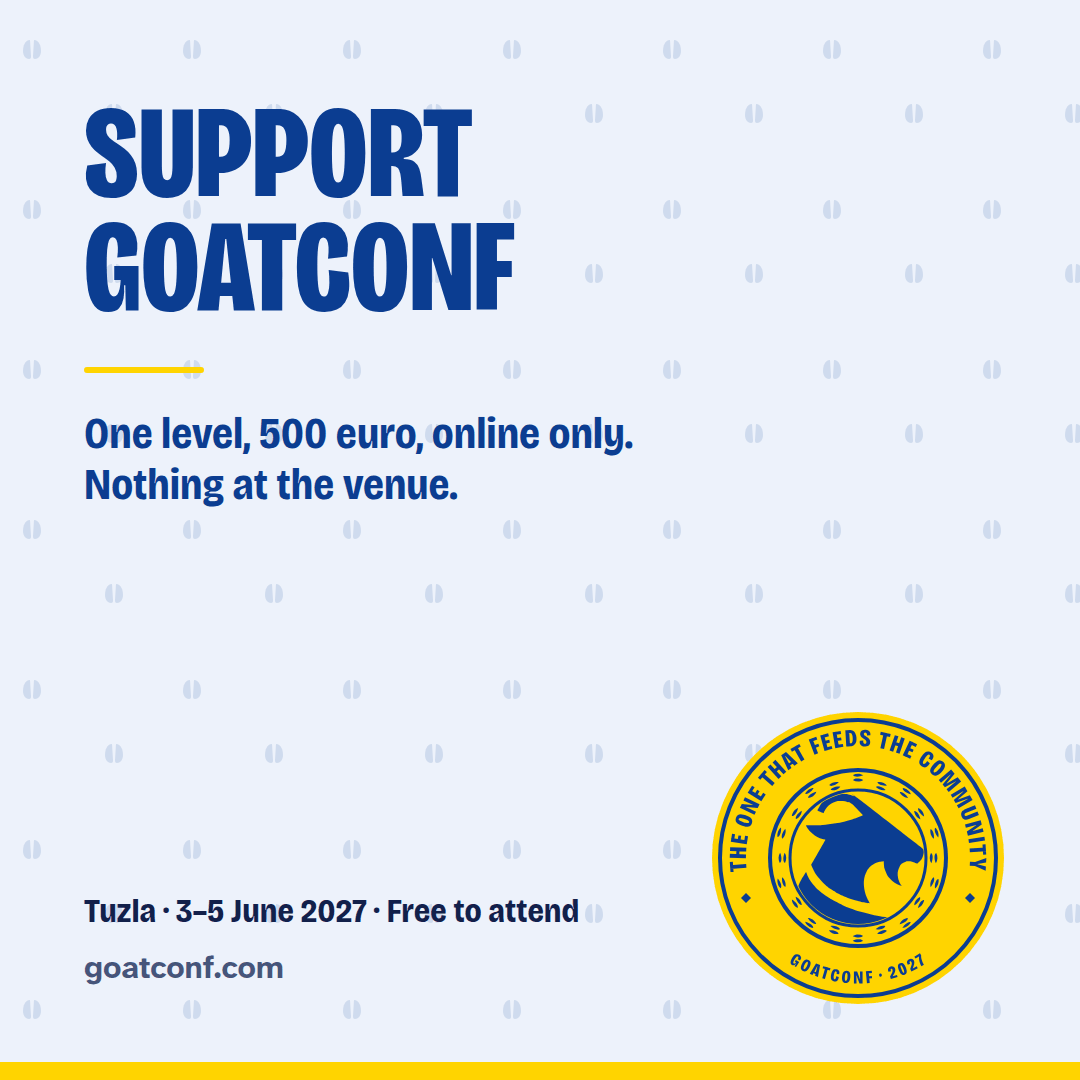 SUPPORT
GOATCONF
One level, 500 euro, online only.
Nothing at the venue.
THE ONE THAT FEEDS THE COMMUNITY
GOATCONF · 2027
Tuzla · 3–5 June 2027 · Free to attend
goatconf.com